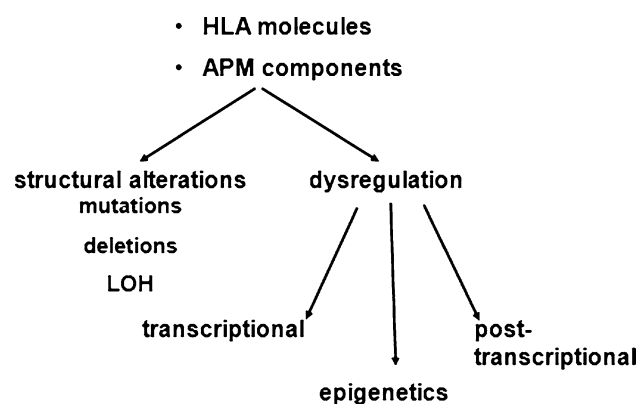 • HLA molecules
• APM components
structural alterations
mutations
deletions
LOH
dysregulation
transcriptional
epigenetics
post-
transcriptional